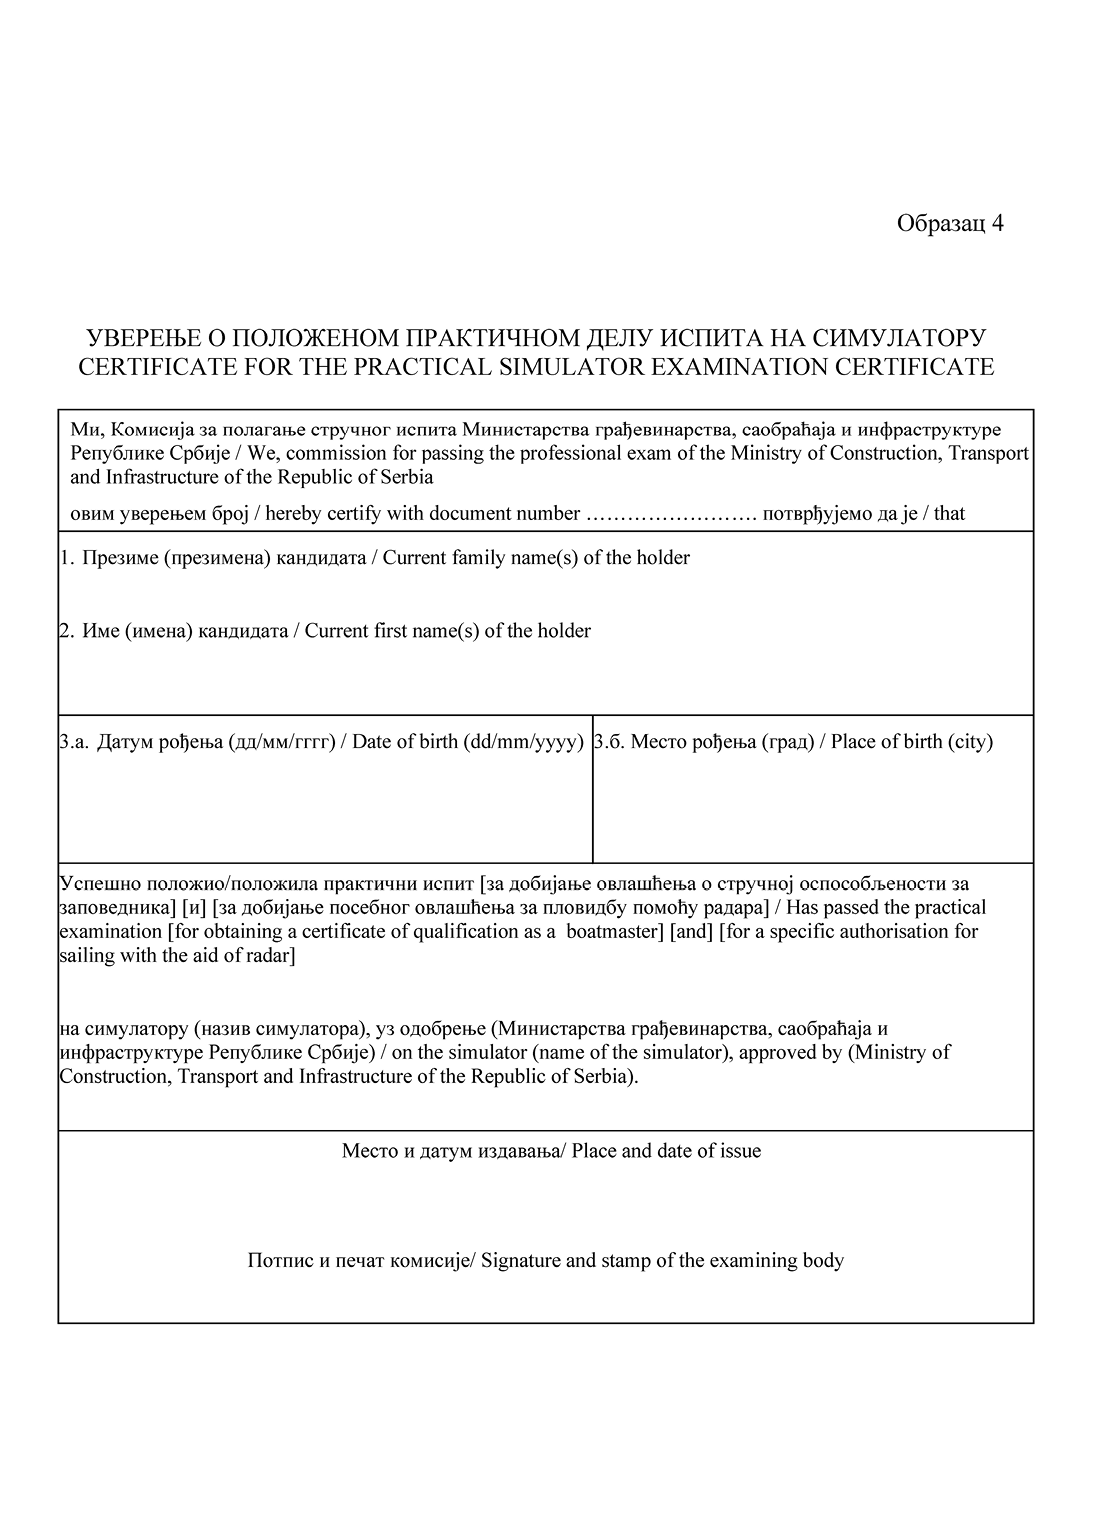 Образац 4
УВЕРЕЊЕ О ПОЛОЖЕНОМ ПРАКТИЧНОМ ДЕЛУ ИСПИТА НА СИМУЛАТОРУ
CERTIFICATE FOR THE PRACTICAL SIMULATOR EXAMINATION CERTIFICATE
Ми, Комисија за полагање стручног испита Министарства грађевинарства, саобраћаја и инфраструктуре
Републике Србије / We, commission for passing the professional exam of the Ministry of Construction, Transport
and Infrastructure of the Republic of Serbia
овим уверењем број / hereby certify with document number ……………………. потврђујемо да је / that
1. Презиме (презимена) кандидата / Current family name(s) of the holder
2. Име (имена) кандидата / Current first name(s) of the holder
3.а. Датум рођења (дд/мм/гггг) / Date of birth (dd/mm/yyyy)
3.б. Место рођења (град) / Place of birth (city)
Успешно положио/положила практични испит [за добијање овлашћења о стручној оспособљености за
заповедника] [и] [за добијање посебног овлашћења за пловидбу помоћу радара] / Has passed the practical
examination [for obtaining a certificate of qualification as a  boatmaster] [and] [for a specific authorisation for
sailing with the aid of radar]
на симулатору (назив симулатора), уз одобрење (Министарства грађевинарства, саобраћаја и
инфраструктуре Републике Србије) / on the simulator (name of the simulator), approved by (Ministry of
Construction, Transport and Infrastructure of the Republic of Serbia).
Место и датум издавања/ Place and date of issue
Потпис и печат комисије/ Signature and stamp of the examining body